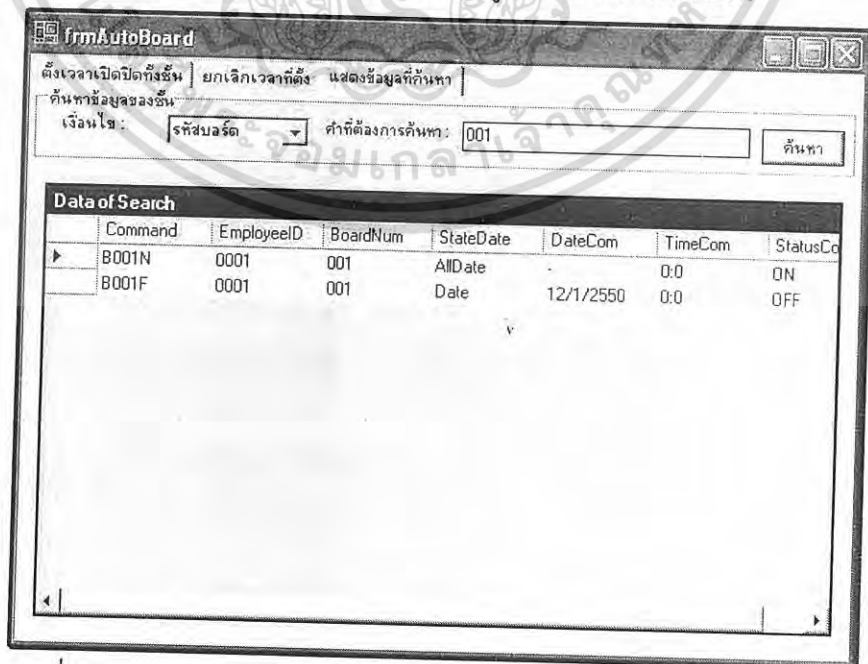 frmAutoBoard
ตั้งเวลาเปิดปิดทั้งชั้น ยกเลิกเวลาที่ตั้ง แสดงข้อมูลที่ค้นหา
ค้นหาข้อมูลของชั้น
เงื่อนไข : รหัสบอร์ด คำที่ต้องการค้นหา : 001 ค้นหา
Data of Search
Command EmployeeID BoardNum StateDate DateCom TimeCom StatusCo
B001N 0001 001 AllDate - 0:0 ON
B001F 0001 001 Date 12/1/2550 0:0 OFF